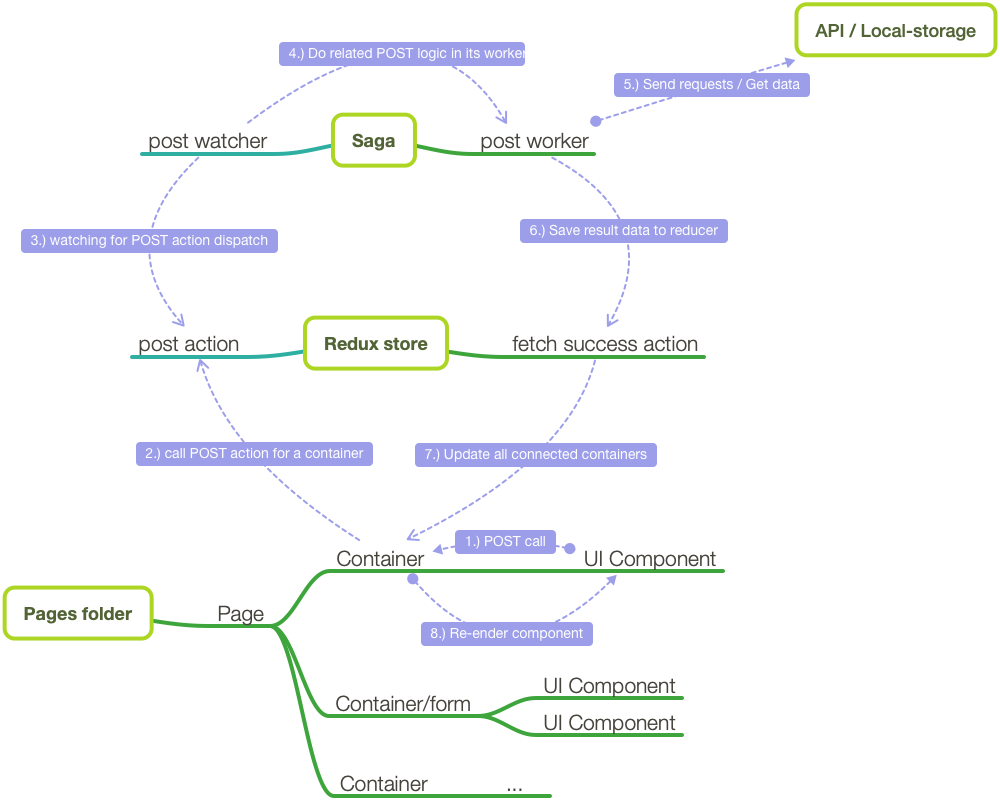 API / Local-storage
4.) Do related POST logic in its worker
5.) Send requests / Get data
post watcher
Saga
post worker
3.) watching for POST action dispatch
6.) Save result data to reducer
post action
Redux store
fetch success action
2.) call POST action for a container
7.) Update all connected containers
1.) POST call
Container
UI Component
Pages folder
Page
8.) Re-ender component
UI Component
Container/form
UI Component
Container
...